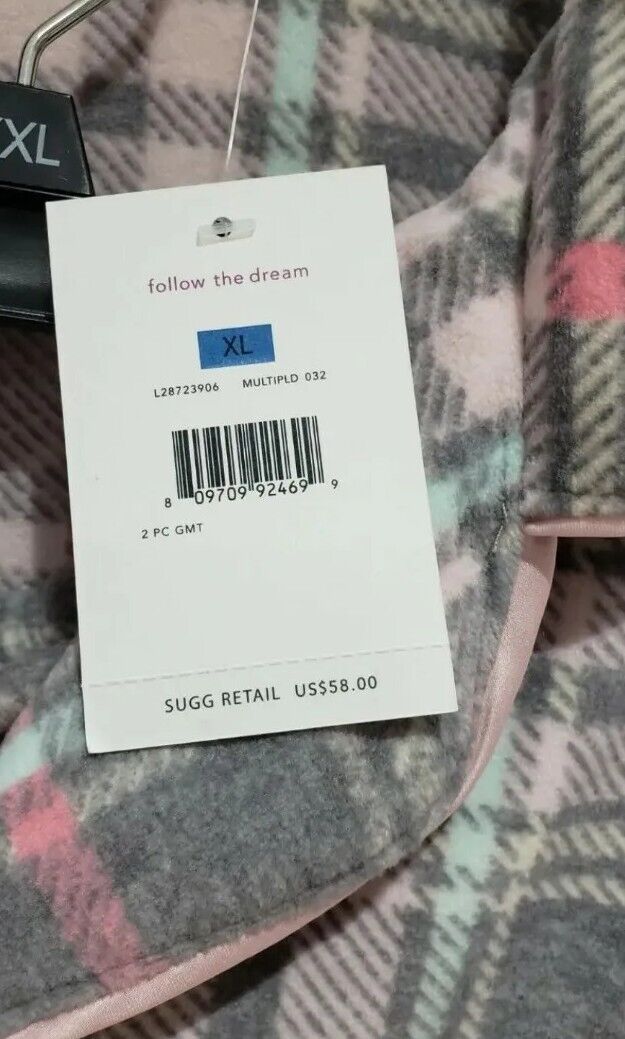 XL
follow the dream
XL
L28723906 MULTIPLD 032
8 09709 92469 9
2 PC GMT
SUGG RETAIL US$58.00